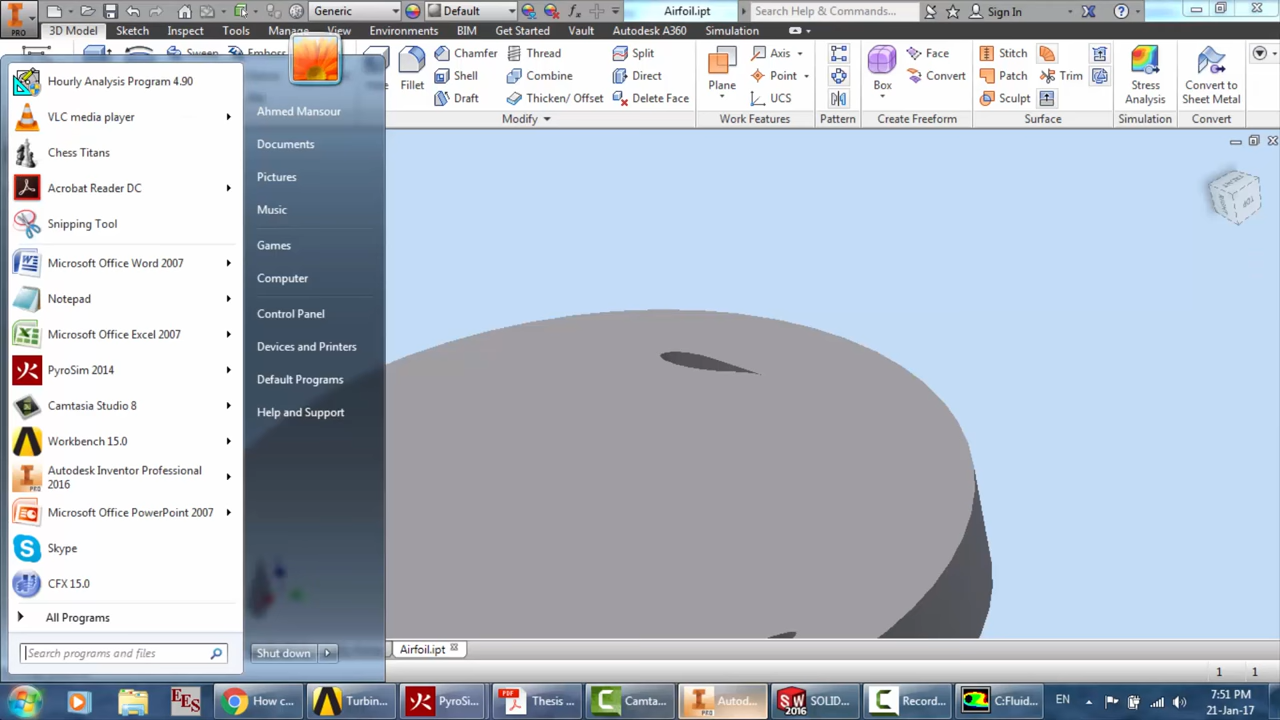 PRO
Generic
Default
Airfoil.ipt
Search Help & Commands...
Sign In
3D Model
Sketch
Inspect
Tools
Manage
View
Environments
BIM
Get Started
Vault
Autodesk A360
Simulation
Sweep
Emboss
Fillet
Chamfer
Shell
Draft
Thread
Combine
Thicken/ Offset
Split
Direct
Delete Face
Modify
Plane
Axis
Point
UCS
Work Features
Pattern
Box
Face
Convert
Create Freeform
Stitch
Patch
Sculpt
Trim
Surface
Stress
Analysis
Simulation
Convert to
Sheet Metal
Convert
Hourly Analysis Program 4.90
VLC media player
Chess Titans
Acrobat Reader DC
Snipping Tool
Microsoft Office Word 2007
Notepad
Microsoft Office Excel 2007
PyroSim 2014
Camtasia Studio 8
Workbench 15.0
Autodesk Inventor Professional
2016
Microsoft Office PowerPoint 2007
Skype
CFX 15.0
All Programs
Search programs and files
Ahmed Mansour
Documents
Pictures
Music
Games
Computer
Control Panel
Devices and Printers
Default Programs
Help and Support
Shut down
TOP
Airfoil.ipt
1 1
EES
How c...
Turbin...
PyroSi...
Thesis ...
Camta...
Autod...
SOLID...
Record...
C:Fluid...
EN
7:51 PM
21-Jan-17